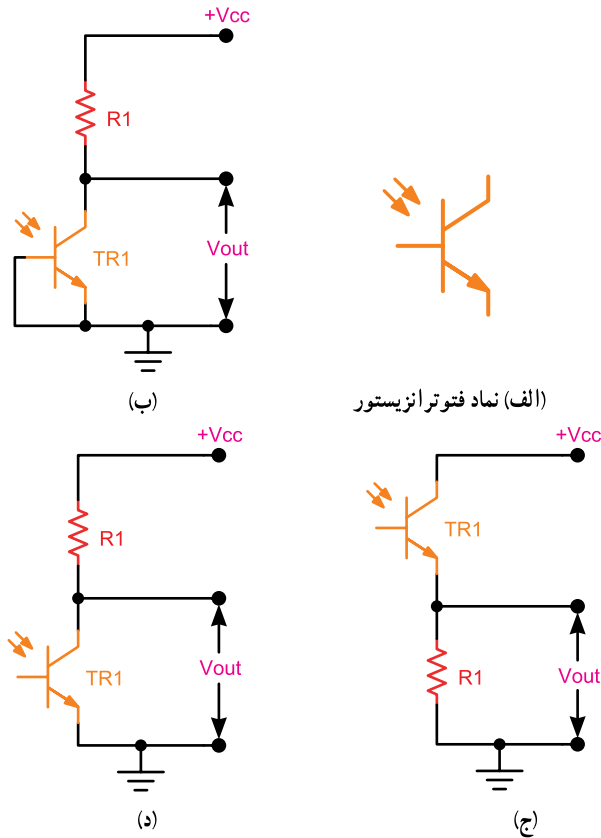 +Vcc
R1
TR1
Vout
(ب)
(الف) نماد فتوترانزیستور
+Vcc
R1
TR1
Vout
(د)
+Vcc
TR1
R1
Vout
(ج)